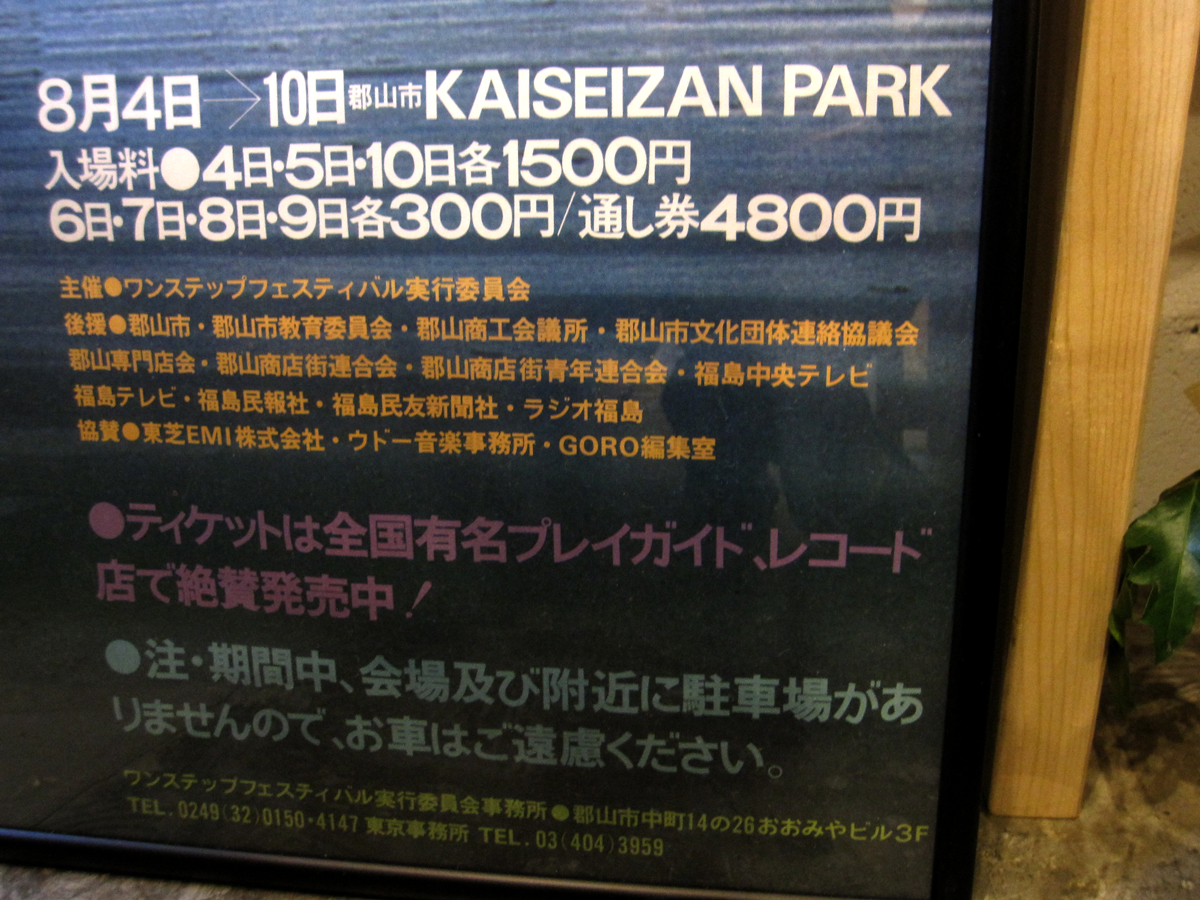 8月4日→10日郡山市KAISEIZAN PARK
入場料●4日・5日・10日各1500円
6日・7日・8日・9日各300円/通し券4800円
主催●ワンステップフェスティバル実行委員会
後援●郡山市・郡山市教育委員会・郡山商工会議所・郡山市文化団体連絡協議会
郡山専門店会・郡山商店街連合会・郡山商店街青年連合会・福島中央テレビ
福島テレビ・福島民報社・福島民友新聞社・ラジオ福島
協賛●東芝EMI株式会社・ウドー音楽事務所・GORO編集室
●ティケットは全国有名プレイガイド、レコード
店で絶賛発売中!
●注・期間中、会場及び附近に駐車場があ
りませんので、お車はご遠慮ください。
ワンステップフェスティバル実行委員会事務所●郡山市中町14の26おおみやビル3F
TEL. 0249(32)0150・4147 東京事務所 TEL. 03(404)3959